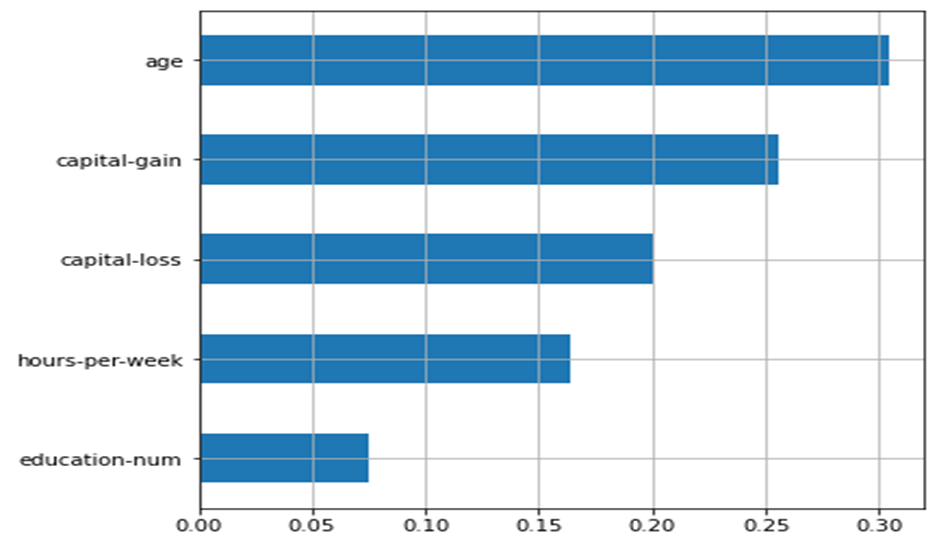 age
capital-gain
capital-loss
hours-per-week
education-num
0.00 0.05 0.10 0.15 0.20 0.25 0.30